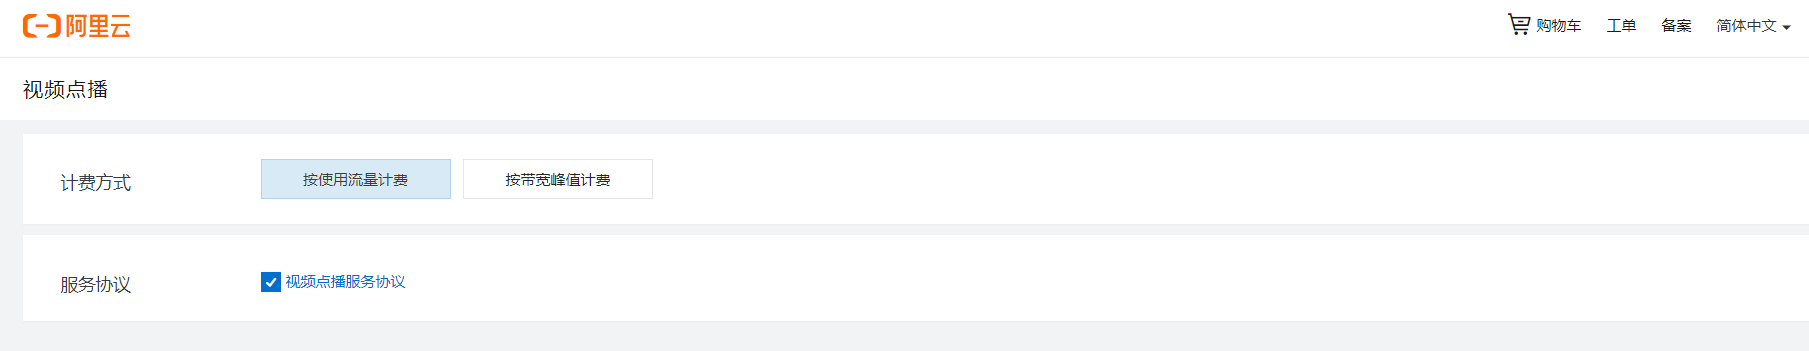 阿里云 购物车 工单 备案 简体中文
视频点播
计费方式 按使用流量计费 按带宽峰值计费
服务协议 视频点播服务协议